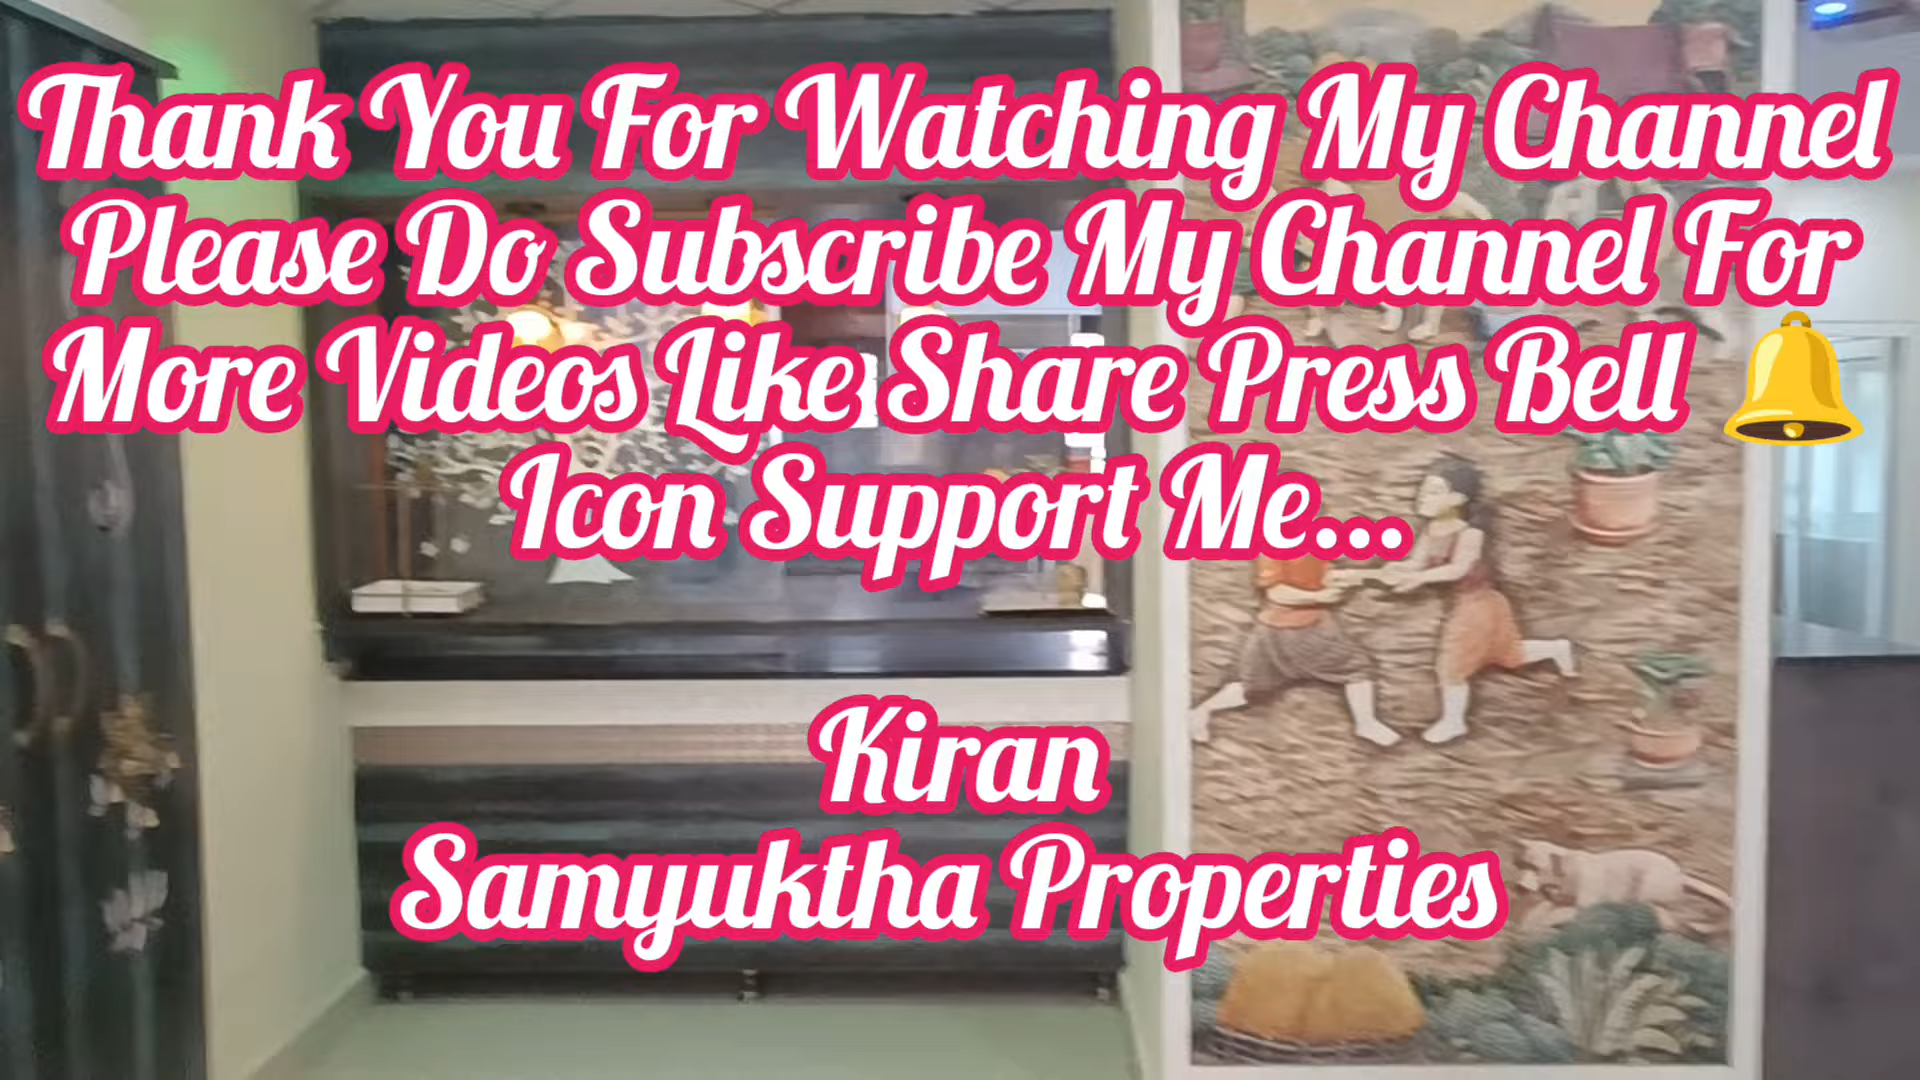 Thank You For Watching My Channel
Please Do Subscribe My Channel For
More Videos Like Share Press Bell 🔔
Icon Support Me...
Kiran
Samyuktha Properties